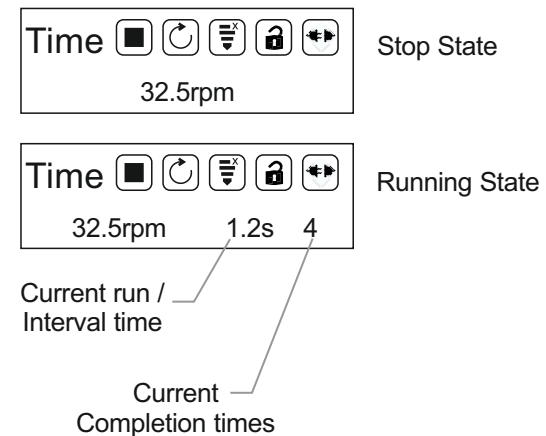 Time
Stop State
32.5rpm
Time
Running State
32.5rpm 1.2s 4
Current run /
Interval time
Current
Completion times